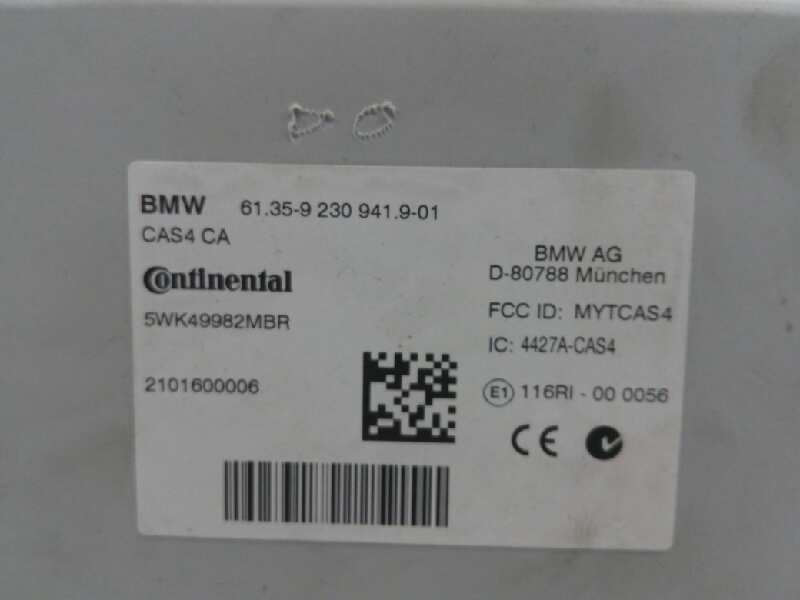 BMW 61.35-9 230 941.9-01
CAS4 CA
Continental
5WK49982MBR
2101600006
BMW AG
D-80788 München
FCC ID: MYTCAS4
IC: 4427A-CAS4
E1 116RI - 00 0056
CE